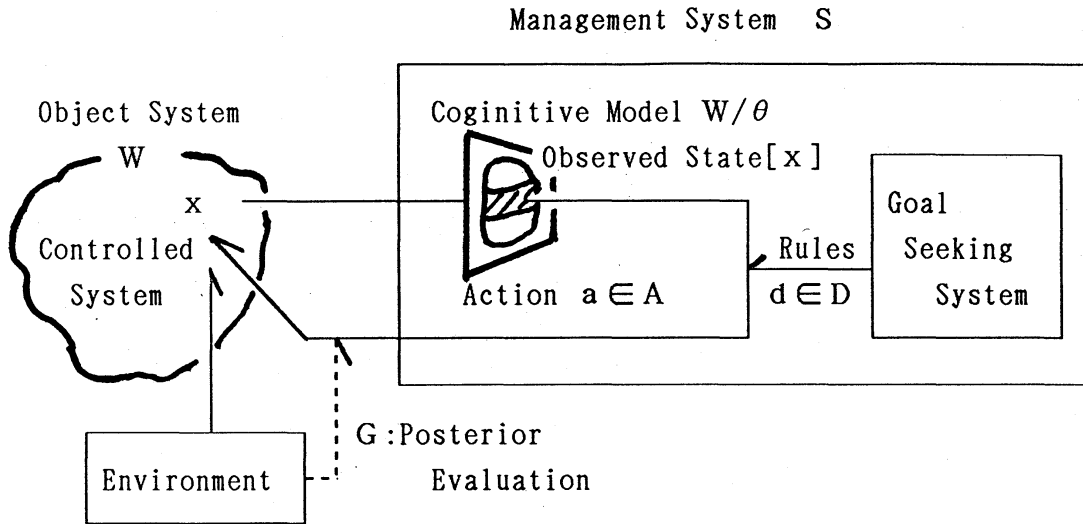 Management System S
Object System
W
x
Controlled
System
Coginitive Model W/θ
Observed State[x]
Action a∈A
Rules
d∈D
Goal
Seeking
System
G:Posterior
Evaluation
Environment